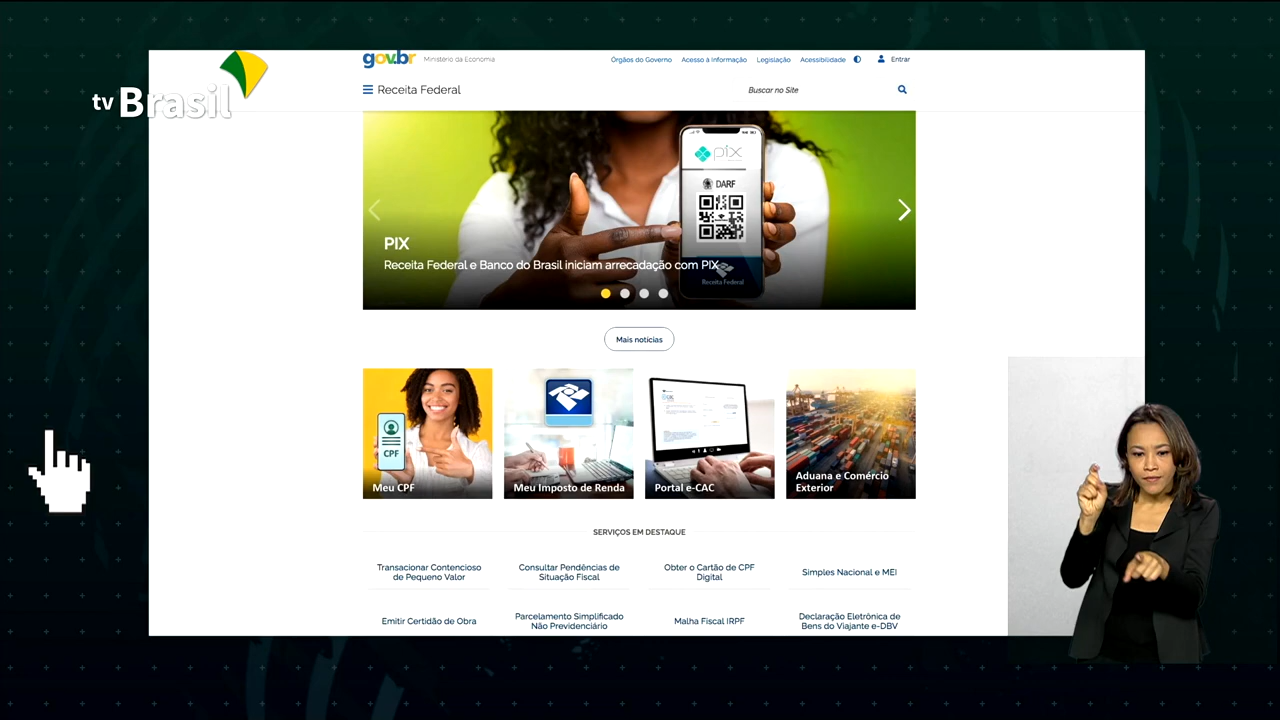 tv Brasil
gov.br
Ministério da Economia
Órgãos do Governo
Acesso à Informação
Legislação
Acessibilidade
Entrar
Receita Federal
Buscar no Site
pix
DARF
PIX
Receita Federal e Banco do Brasil iniciam arrecadação com PIX
Receita Federal
Mais notícias
CPF
Meu CPF
Meu Imposto de Renda
Portal e-CAC
Aduana e Comércio
Exterior
SERVIÇOS EM DESTAQUE
Transacionar Contencioso
de Pequeno Valor
Consultar Pendências de
Situação Fiscal
Obter o Cartão de CPF
Digital
Simples Nacional e MEI
Emitir Certidão de Obra
Parcelamento Simplificado
Não Previdenciário
Malha Fiscal IRPF
Declaração Eletrônica de
Bens do Viajante e-DBV